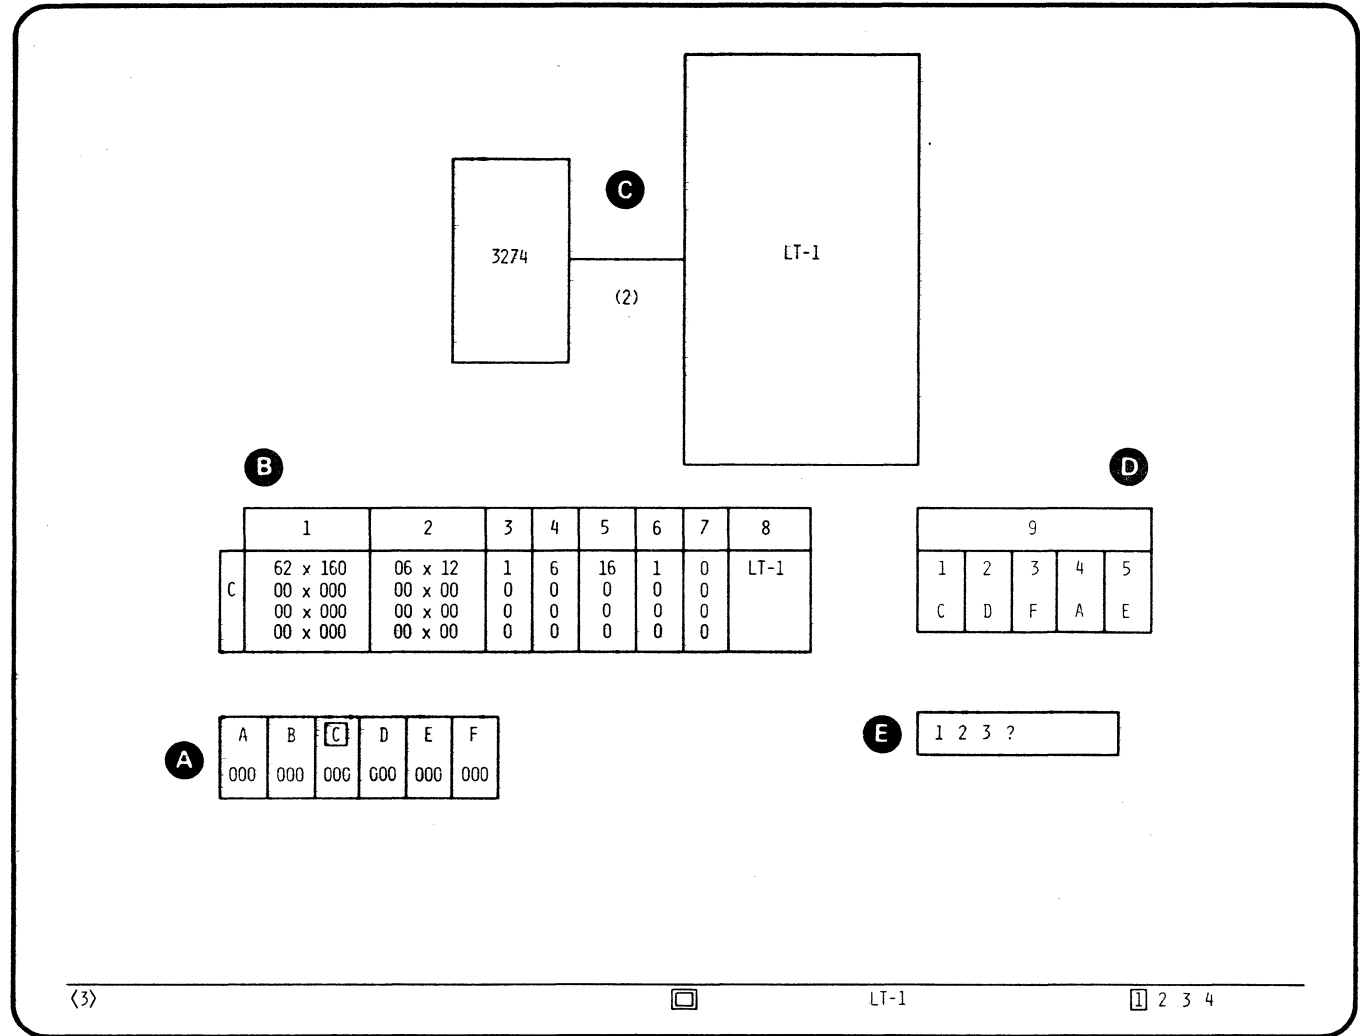 C
3274
LT-1
(2)
B
D
1 2 3 4 5 6 7 8
9
C
62 x 160 06 x 12 1 6 16 1 0 LT-1
00 x 000 00 x 00 0 0 0 0 0
00 x 000 00 x 00 0 0 0 0 0
00 x 000 00 x 00 0 0 0 0 0
1 2 3 4 5
C D F A E
A
A B C D E F
000 000 000 000 000 000
E
1 2 3 ?
〈3〉 LT-1 1 2 3 4